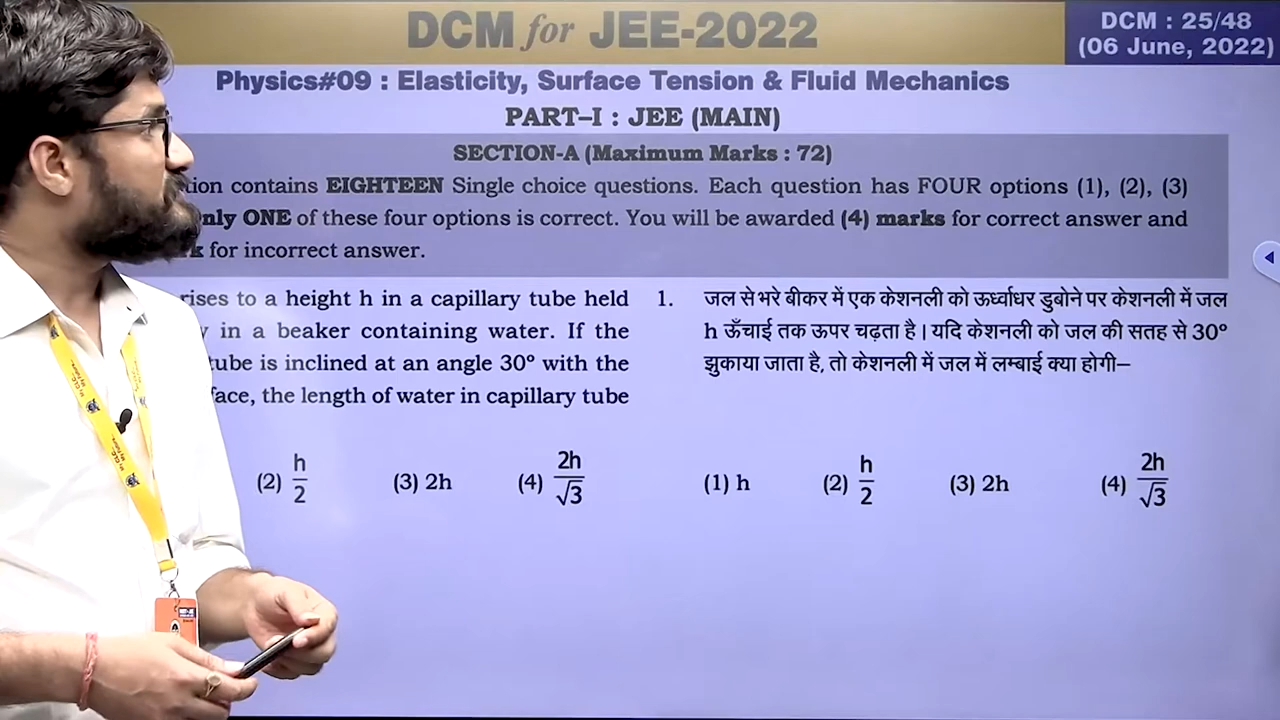 DCM for JEE-2022
DCM : 25/48
(06 June, 2022)
Physics#09 : Elasticity, Surface Tension & Fluid Mechanics
PART–I : JEE (MAIN)
SECTION-A (Maximum Marks : 72)
contains EIGHTEEN Single choice questions. Each question has FOUR options (1), (2), (3)
ONE of these four options is correct. You will be awarded (4) marks for correct answer and
for incorrect answer.
rises to a height h in a capillary tube held
in a beaker containing water. If the
tube is inclined at an angle 30° with the
the length of water in capillary tube
(2) h/2 (3) 2h (4) 2h/√3
1. जल से भरे बीकर में एक केशनली को ऊर्ध्वाधर डुबोने पर केशनली में जल
h ऊँचाई तक ऊपर चढ़ता है। यदि केशनली को जल की सतह से 30°
झुकाया जाता है, तो केशनली में जल में लम्बाई क्या होगी–
(1) h (2) h/2 (3) 2h (4) 2h/√3